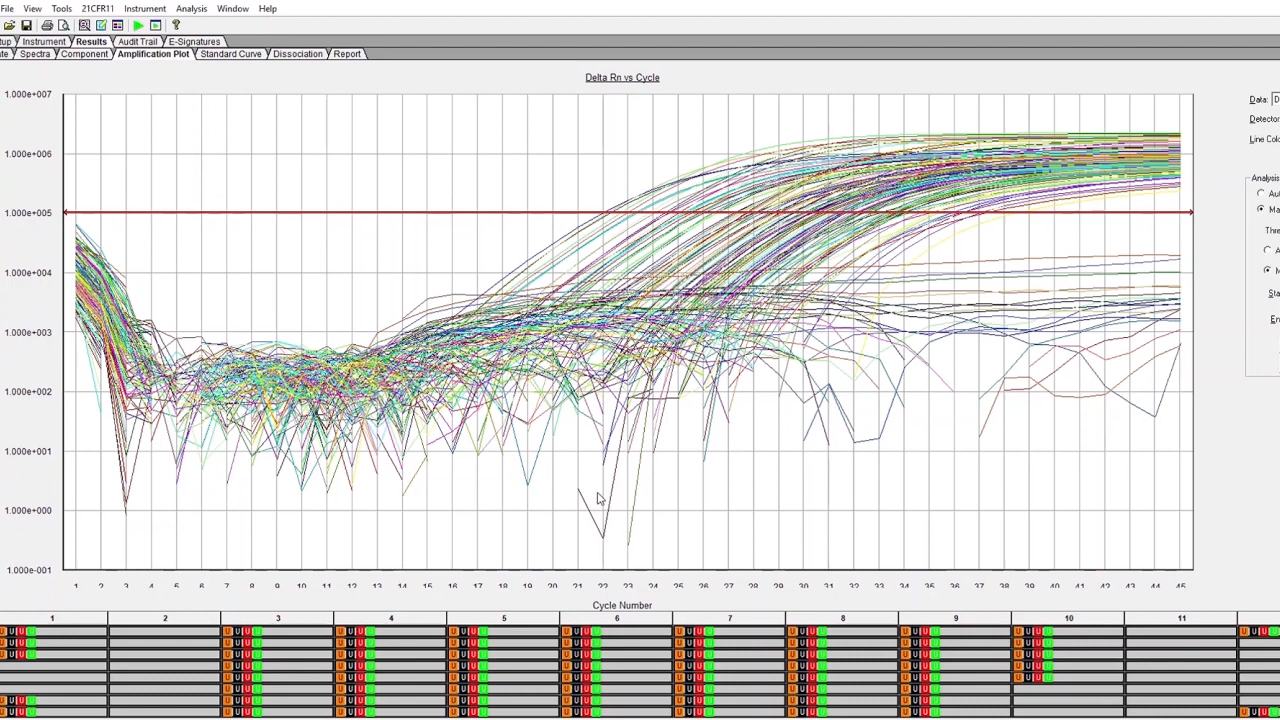 File View Tools 21CFR11 Instrument Analysis Window Help
Instrument Results Audit Trail E-Signatures
Spectra Component Amplification Plot Standard Curve Dissociation Report
Delta Rn vs Cycle
1.000e+007
1.000e+006
1.000e+005
1.000e+004
1.000e+003
1.000e+002
1.000e+001
1.000e+000
1.000e-001
1 2 3 4 5 6 7 8 9 10 11 12 13 14 15 16 17 18 19 20 21 22 23 24 25 26 27 28 29 30 31 32 33 34 35 36 37 38 39 40 41 42 43 44 45
Cycle Number
Data: D
Detector
Line Colo
Analysis
Au
Ma
Thre
A
M
Sta
En
1 2 3 4 5 6 7 8 9 10 11